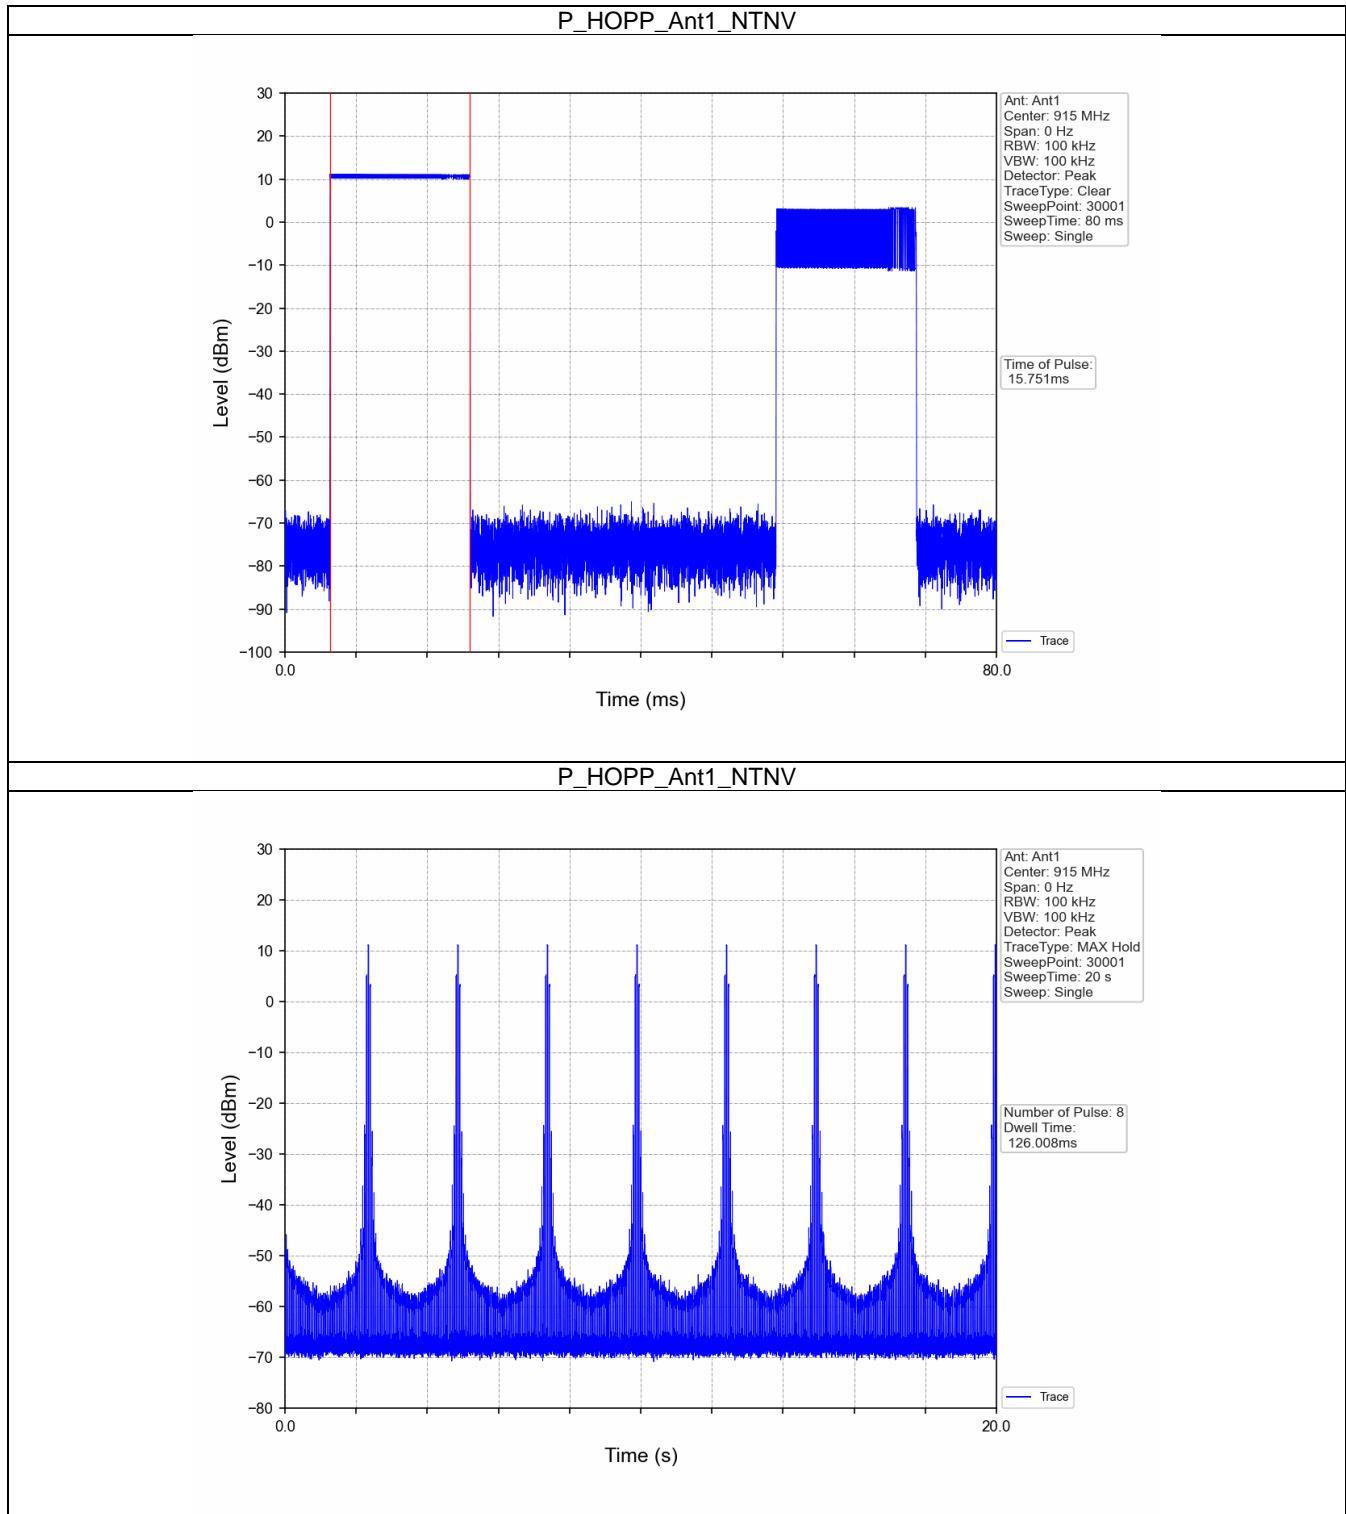 P_HOPP_Ant1_NTNV
30
20
10
0
−10
−20
−30
−40
−50
−60
−70
−80
−90
−100
Level (dBm)
0.0
80.0
Time (ms)
Ant: Ant1
Center: 915 MHz
Span: 0 Hz
RBW: 100 kHz
VBW: 100 kHz
Detector: Peak
TraceType: Clear
SweepPoint: 30001
SweepTime: 80 ms
Sweep: Single
Time of Pulse:
15.751ms
Trace
P_HOPP_Ant1_NTNV
30
20
10
0
−10
−20
−30
−40
−50
−60
−70
−80
Level (dBm)
0.0
20.0
Time (s)
Ant: Ant1
Center: 915 MHz
Span: 0 Hz
RBW: 100 kHz
VBW: 100 kHz
Detector: Peak
TraceType: MAX Hold
SweepPoint: 30001
SweepTime: 20 s
Sweep: Single
Number of Pulse: 8
Dwell Time:
126.008ms
Trace